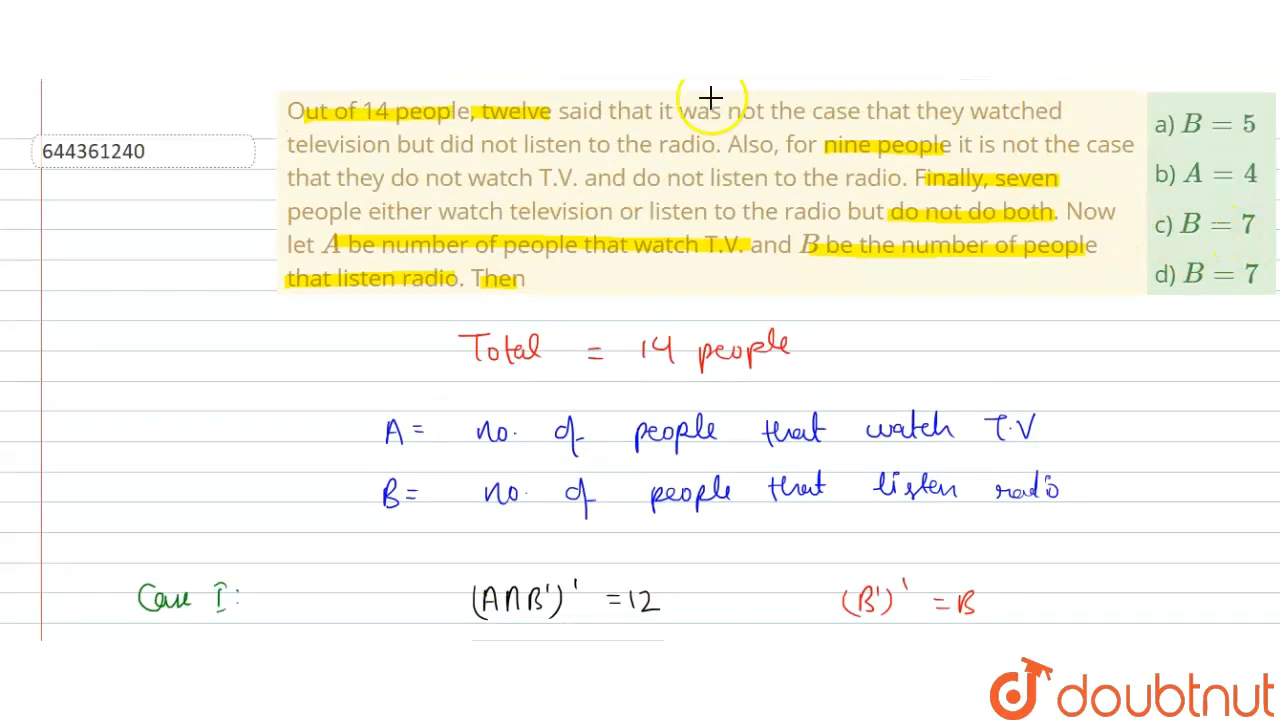 Out of 14 people, twelve said that it was not the case that they watched
television but did not listen to the radio. Also, for nine people it is not the case
that they do not watch T.V. and do not listen to the radio. Finally, seven
people either watch television or listen to the radio but do not do both. Now
let A be number of people that watch T.V. and B be the number of people
that listen radio. Then
a) B = 5
b) A = 4
c) B = 7
d) B = 7
644361240
Total = 14 people
A = no. of people that watch T.V
B = no. of people that listen radio
Case I: (A∩B')' = 12 (B')' = B
doubtnut